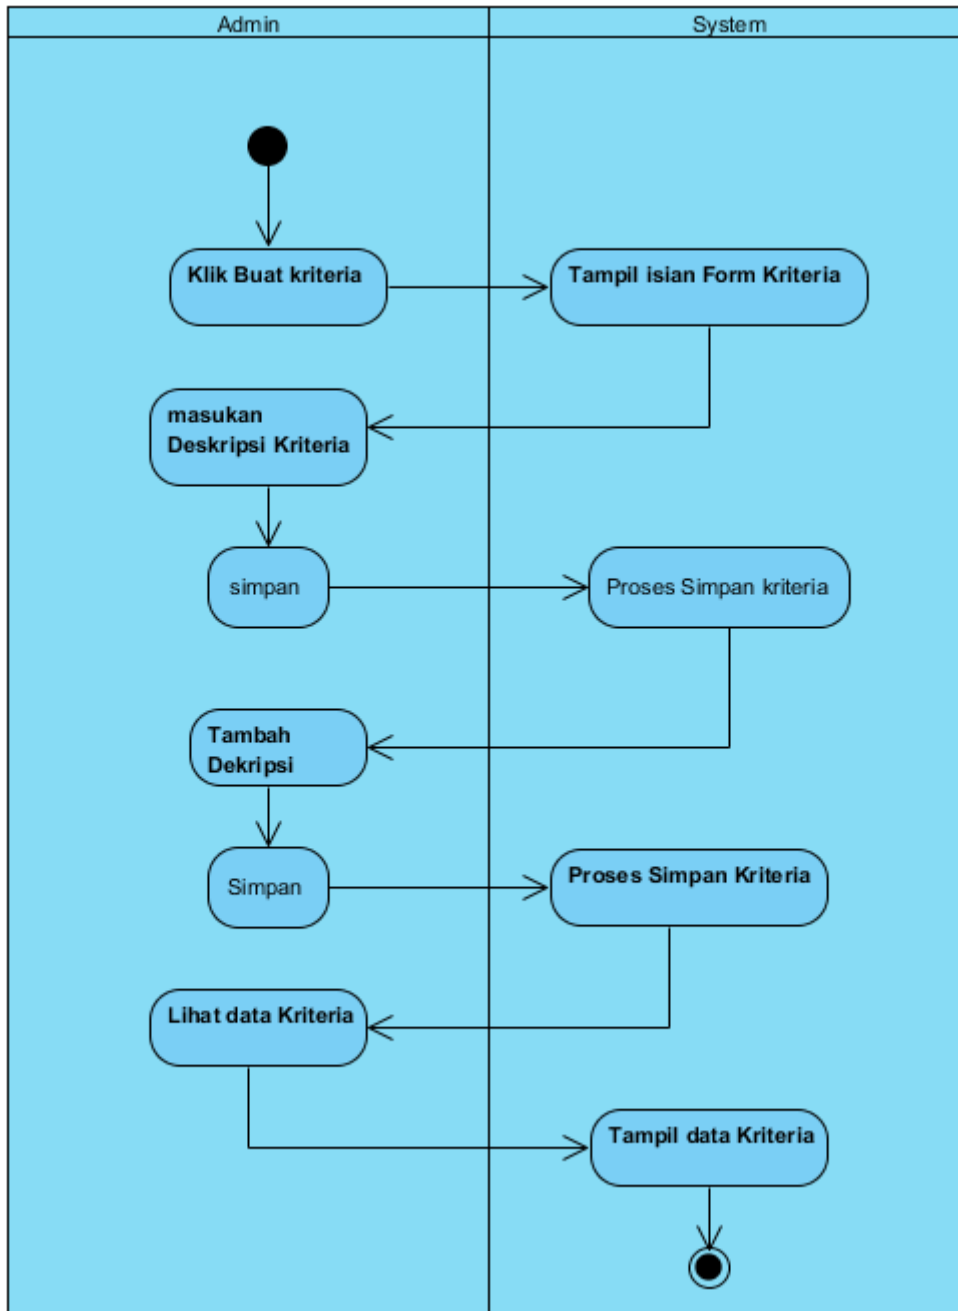 Admin
System
Klik Buat kriteria
Tampil isian Form Kriteria
masukan
Deskripsi Kriteria
simpan
Proses Simpan kriteria
Tambah
Dekripsi
Simpan
Proses Simpan Kriteria
Lihat data Kriteria
Tampil data Kriteria